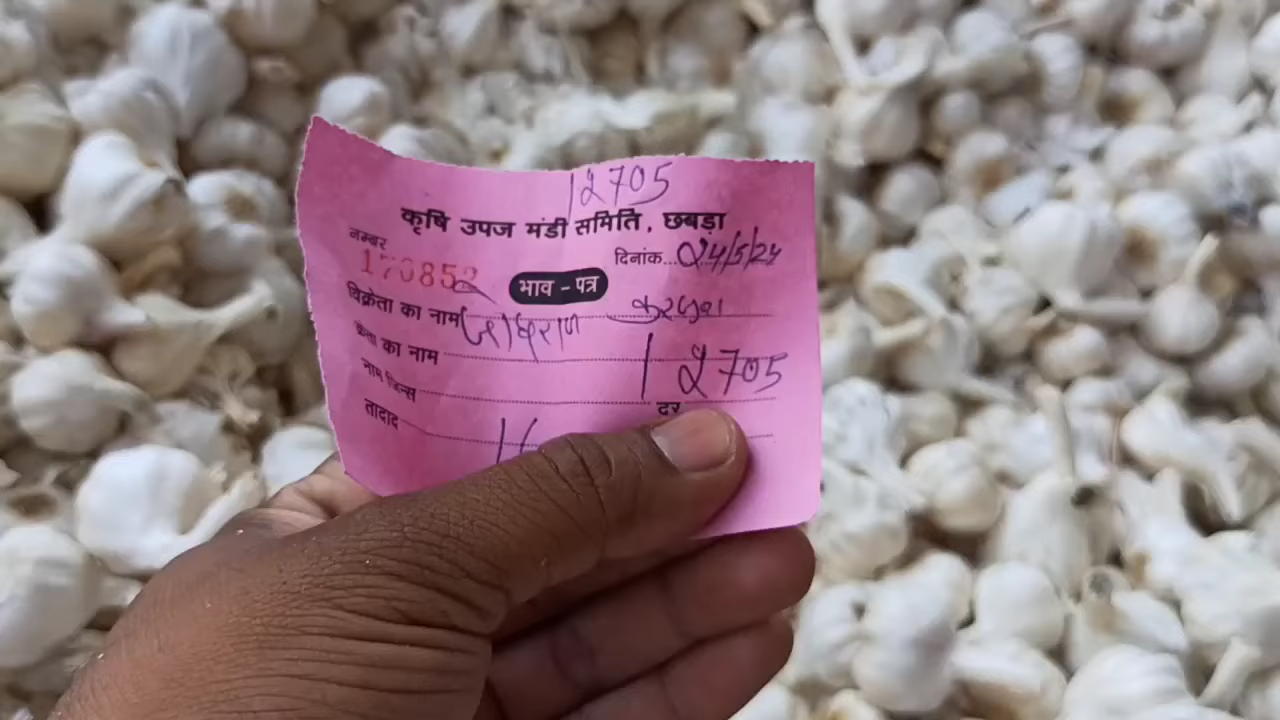 12705
कृषि उपज मंडी समिति, छबड़ा
नम्बर
दिनांक... 24/5/24
170852
भाव - पत्र
विक्रेता का नाम
क्रेता का नाम
12705
नाम जिन्स
दर
तादाद